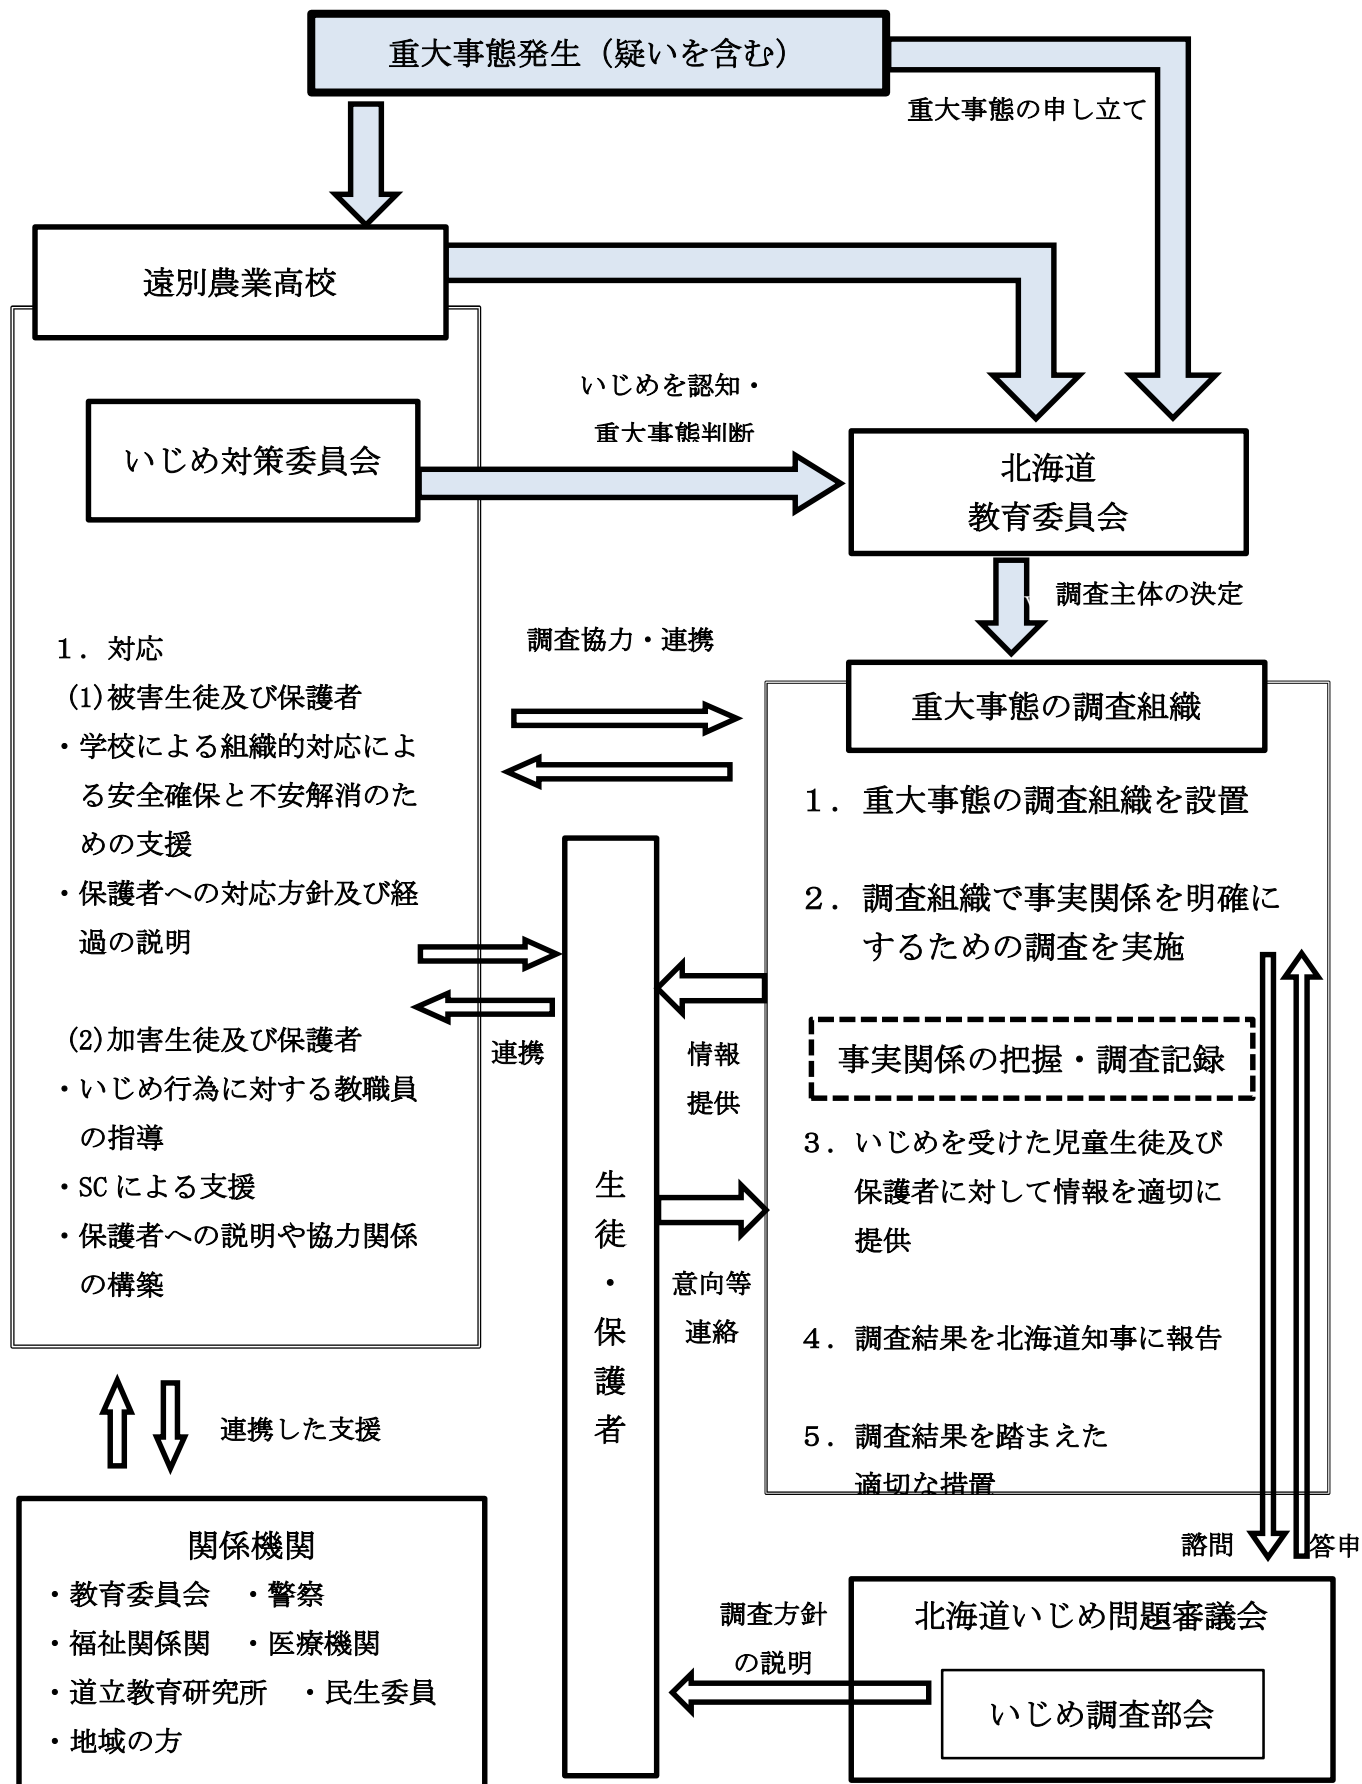 重大事態発生（疑いを含む）
重大事態の申し立て
遠別農業高校
いじめ対策委員会
いじめを認知・
重大事態判断
北海道
教育委員会
調査主体の決定
1．対応
(1)被害生徒及び保護者
・学校による組織的対応によ
る安全確保と不安解消のた
めの支援
・保護者への対応方針及び経
過の説明
(2)加害生徒及び保護者
・いじめ行為に対する教職員
の指導
・SCによる支援
・保護者への説明や協力関係
の構築
調査協力・連携
重大事態の調査組織
1．重大事態の調査組織を設置
2．調査組織で事実関係を明確に
するための調査を実施
事実関係の把握・調査記録
3．いじめを受けた児童生徒及び
保護者に対して情報を適切に
提供
4．調査結果を北海道知事に報告
5．調査結果を踏まえた
適切な措置
連携
情報
提供
生徒・保護者
意向等
連絡
連携した支援
関係機関
・教育委員会　・警察
・福祉関係関　・医療機関
・道立教育研究所　・民生委員
・地域の方
諮問
答申
調査方針
の説明
北海道いじめ問題審議会
いじめ調査部会